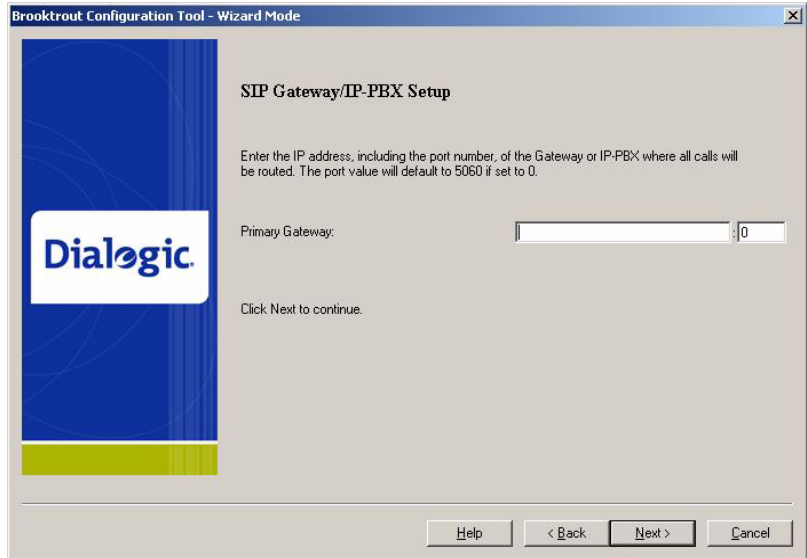 Brooktrout Configuration Tool - Wizard Mode
SIP Gateway/IP-PBX Setup
Enter the IP address, including the port number, of the Gateway or IP-PBX where all calls will
be routed. The port value will default to 5060 if set to 0.
Dialogic.
Primary Gateway: : 0
Click Next to continue.
Help < Back Next > Cancel